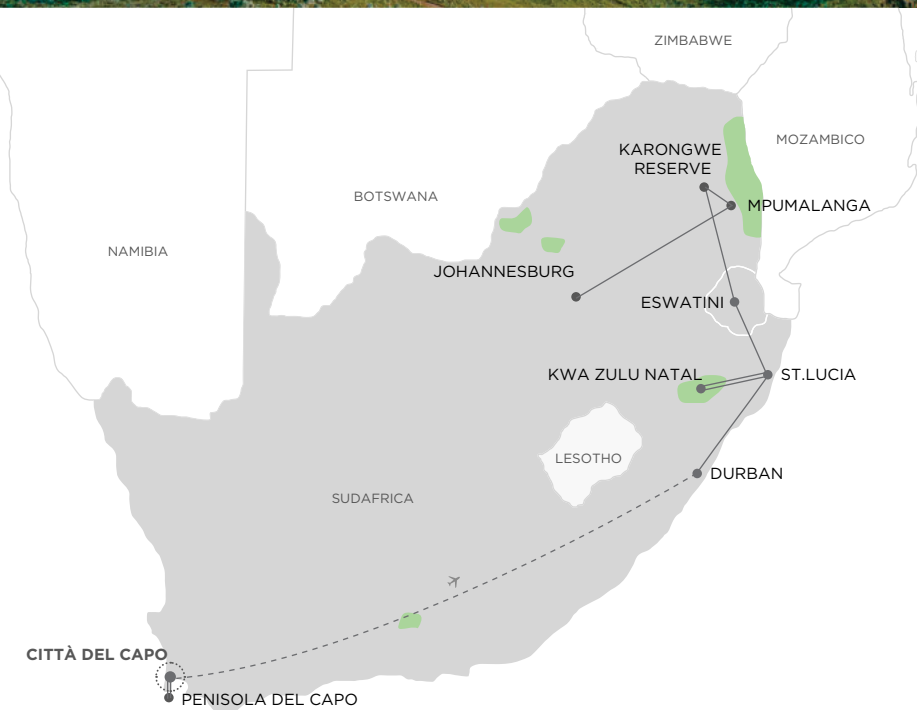 ZIMBABWE
MOZAMBICO
KARONGWE
RESERVE
BOTSWANA
MPUMALANGA
NAMIBIA
JOHANNESBURG
ESWATINI
KWA ZULU NATAL
ST.LUCIA
LESOTHO
DURBAN
SUDAFRICA
CITTÀ DEL CAPO
PENISOLA DEL CAPO